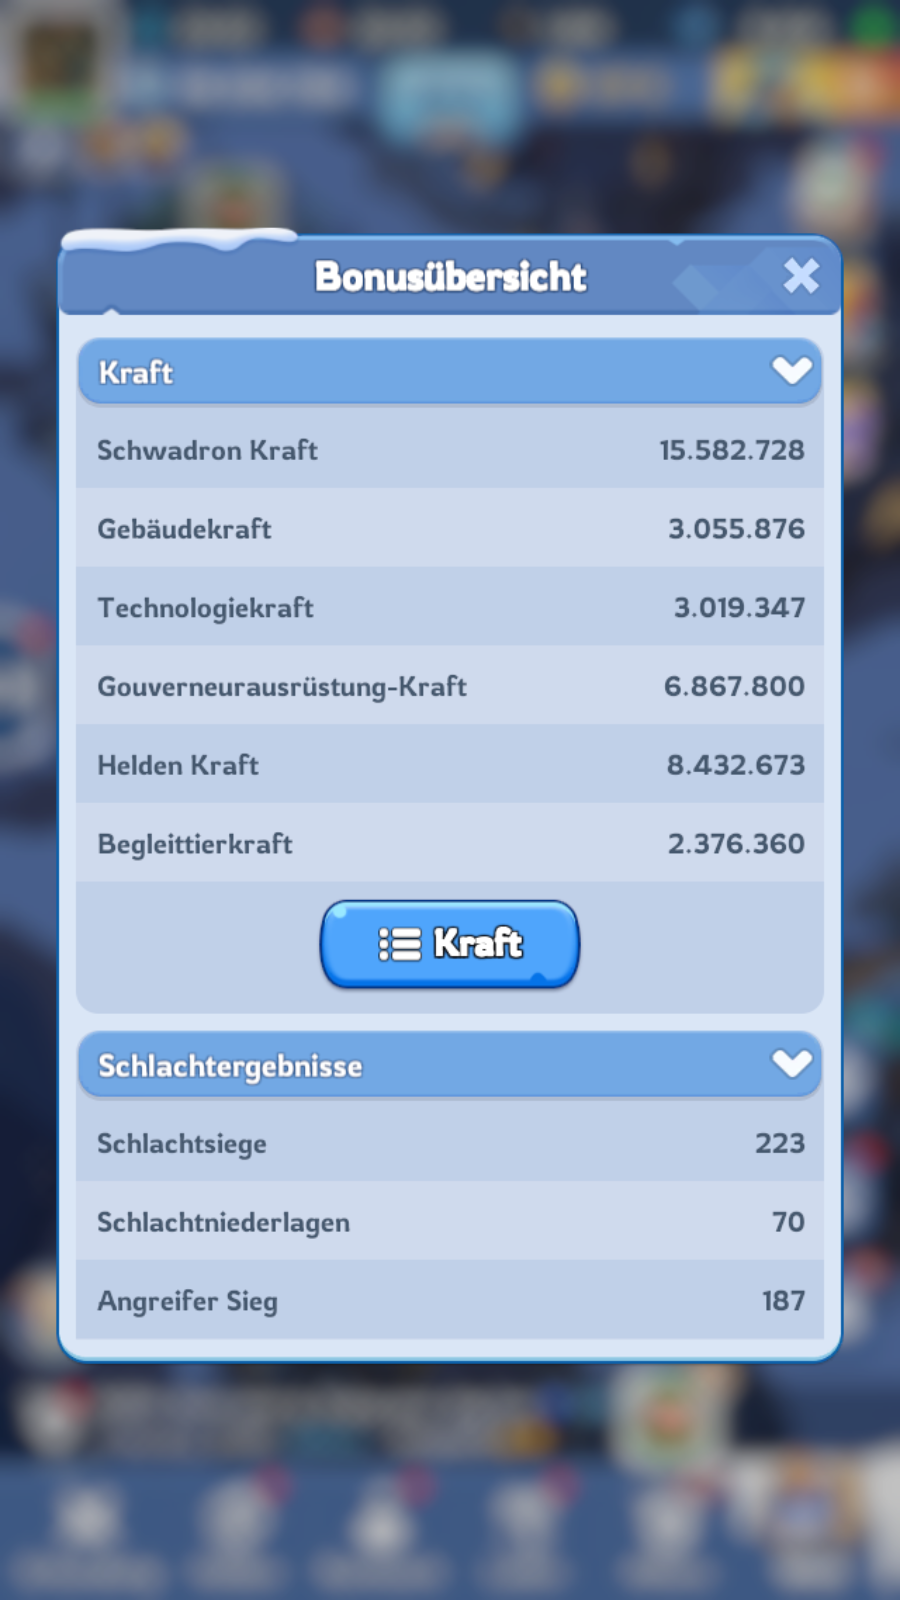 Bonusübersicht
Kraft
Schwadron Kraft 15.582.728
Gebäudekraft 3.055.876
Technologiekraft 3.019.347
Gouverneurausrüstung-Kraft 6.867.800
Helden Kraft 8.432.673
Begleittierkraft 2.376.360
Kraft
Schlachtergebnisse
Schlachtsiege 223
Schlachtniederlagen 70
Angreifer Sieg 187